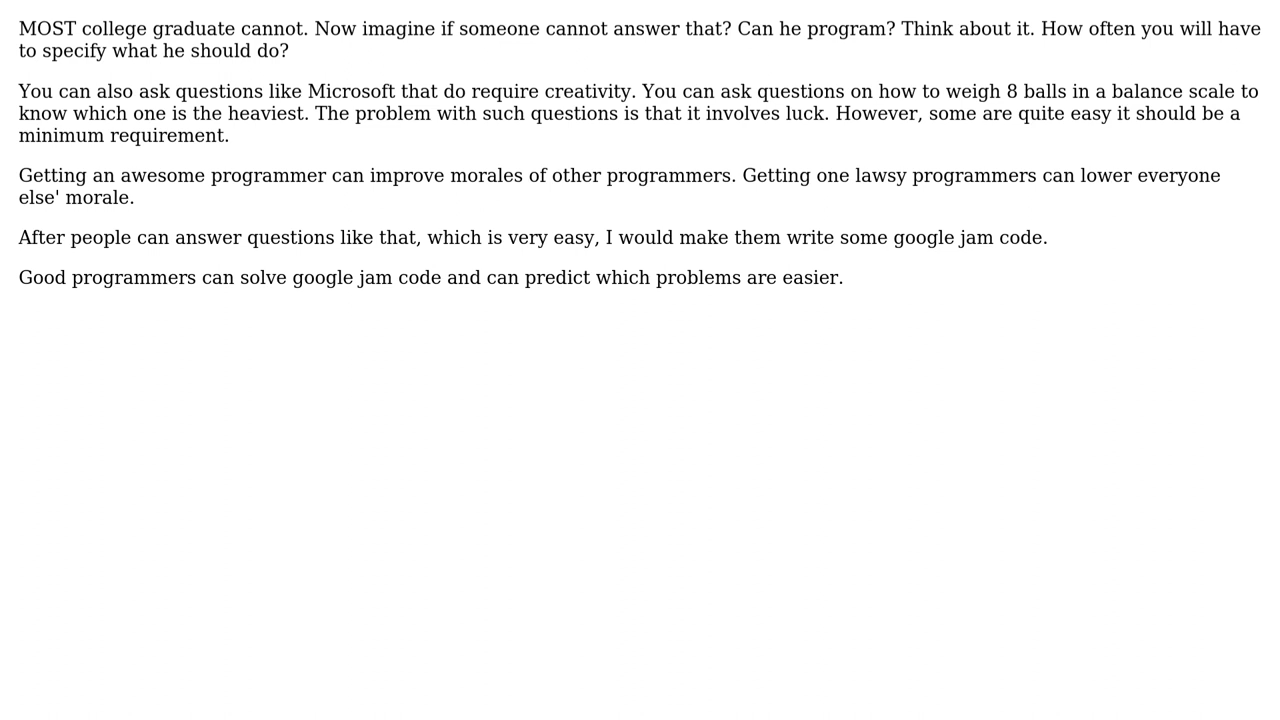 MOST college graduate cannot. Now imagine if someone cannot answer that? Can he program? Think about it. How often you will have
to specify what he should do?
You can also ask questions like Microsoft that do require creativity. You can ask questions on how to weigh 8 balls in a balance scale to
know which one is the heaviest. The problem with such questions is that it involves luck. However, some are quite easy it should be a
minimum requirement.
Getting an awesome programmer can improve morales of other programmers. Getting one lawsy programmers can lower everyone
else' morale.
After people can answer questions like that, which is very easy, I would make them write some google jam code.
Good programmers can solve google jam code and can predict which problems are easier.